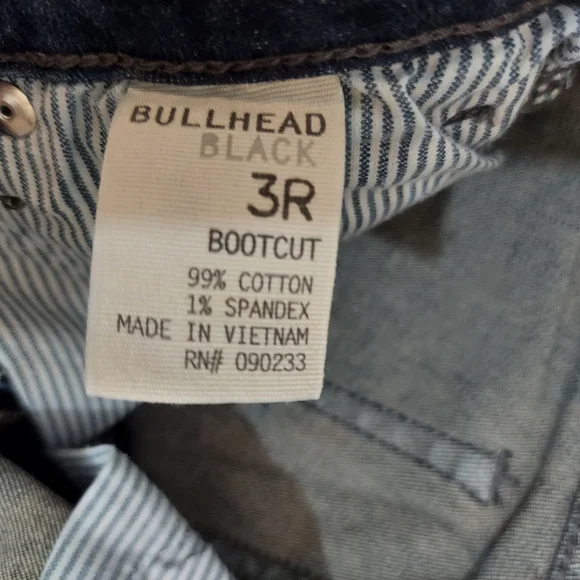 BULLHEAD
BLACK
3R
BOOTCUT
99% COTTON
1% SPANDEX
MADE IN VIETNAM
RN# 090233